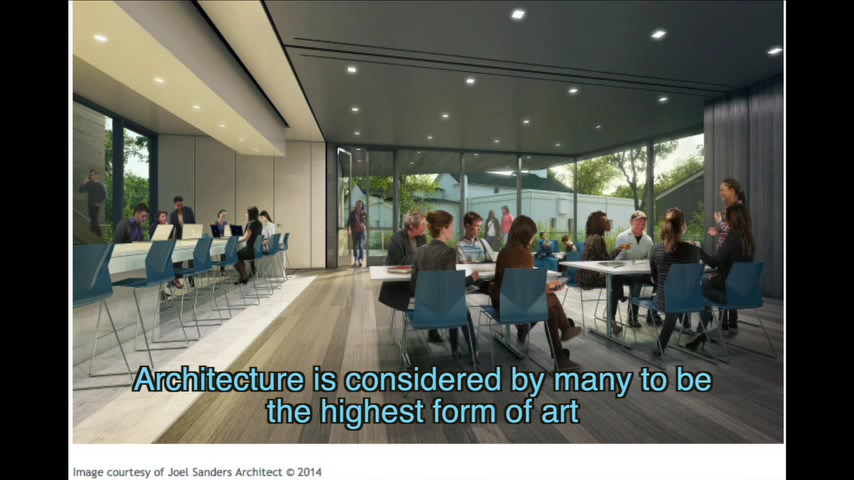 Architecture is considered by many to be
the highest form of art
Image courtesy of Joel Sanders Architect © 2014